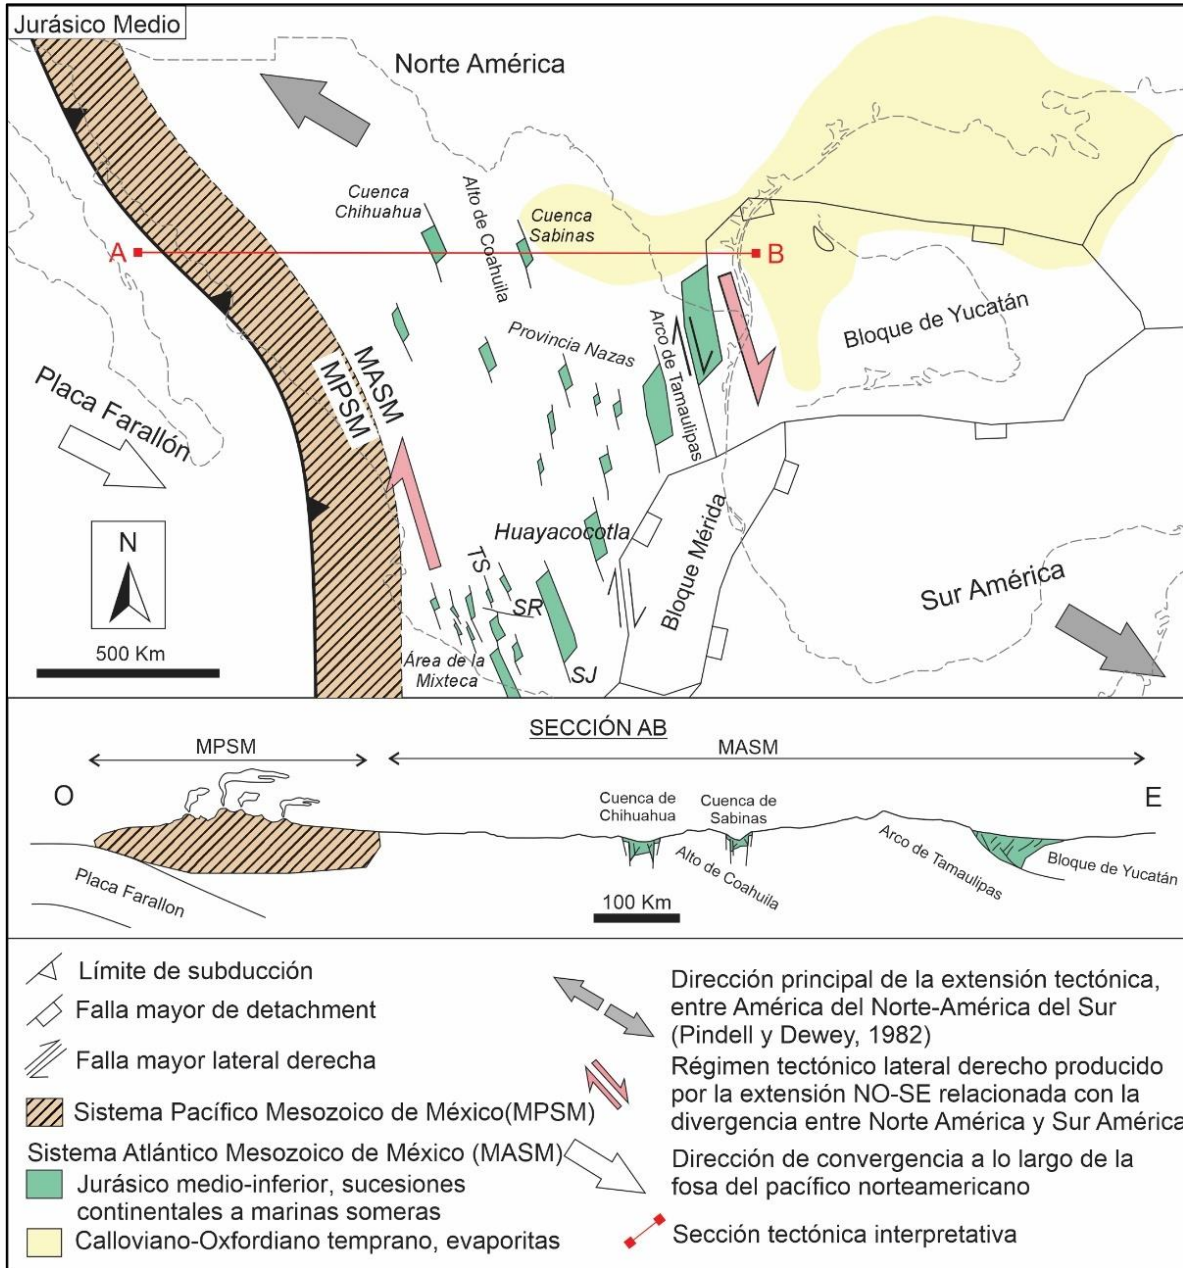 Jurásico Medio
Norte América
Cuenca
Chihuahua
Alto de Coahuila
Cuenca
Sabinas
A
B
Provincia Nazas
Arco de Tamaulipas
Bloque de Yucatán
MASM
MPSM
Placa Farallón
N
500 Km
Huayacocotla
TS
SR
SJ
Área de la
Mixteca
Bloque Mérida
Sur América
SECCIÓN AB
MPSM
MASM
O
E
Cuenca de
Chihuahua
Cuenca de
Sabinas
Placa Farallon
Alto de Coahuila
Arco de Tamaulipas
Bloque de Yucatán
100 Km
Límite de subducción
Falla mayor de detachment
Falla mayor lateral derecha
Sistema Pacífico Mesozoico de México(MPSM)
Sistema Atlántico Mesozoico de México (MASM)
Jurásico medio-inferior, sucesiones
continentales a marinas someras
Calloviano-Oxfordiano temprano, evaporitas
Dirección principal de la extensión tectónica,
entre América del Norte-América del Sur
(Pindell y Dewey, 1982)
Régimen tectónico lateral derecho producido
por la extensión NO-SE relacionada con la
divergencia entre Norte América y Sur América
Dirección de convergencia a lo largo de la
fosa del pacífico norteamericano
Sección tectónica interpretativa